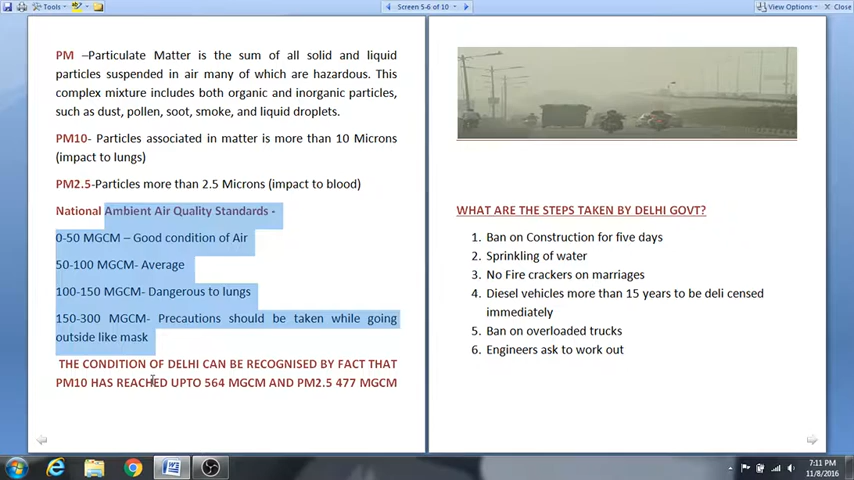 Tools
Screen 5-6 of 10
View Options
Close
PM –Particulate Matter is the sum of all solid and liquid
particles suspended in air many of which are hazardous. This
complex mixture includes both organic and inorganic particles,
such as dust, pollen, soot, smoke, and liquid droplets.
PM10- Particles associated in matter is more than 10 Microns
(impact to lungs)
PM2.5-Particles more than 2.5 Microns (impact to blood)
National Ambient Air Quality Standards -
0-50 MGCM – Good condition of Air
50-100 MGCM- Average
100-150 MGCM- Dangerous to lungs
150-300 MGCM- Precautions should be taken while going
outside like mask
THE CONDITION OF DELHI CAN BE RECOGNISED BY FACT THAT
PM10 HAS REACHED UPTO 564 MGCM AND PM2.5 477 MGCM
WHAT ARE THE STEPS TAKEN BY DELHI GOVT?
1. Ban on Construction for five days
2. Sprinkling of water
3. No Fire crackers on marriages
4. Diesel vehicles more than 15 years to be deli censed
immediately
5. Ban on overloaded trucks
6. Engineers ask to work out
7:11 PM
11/8/2016